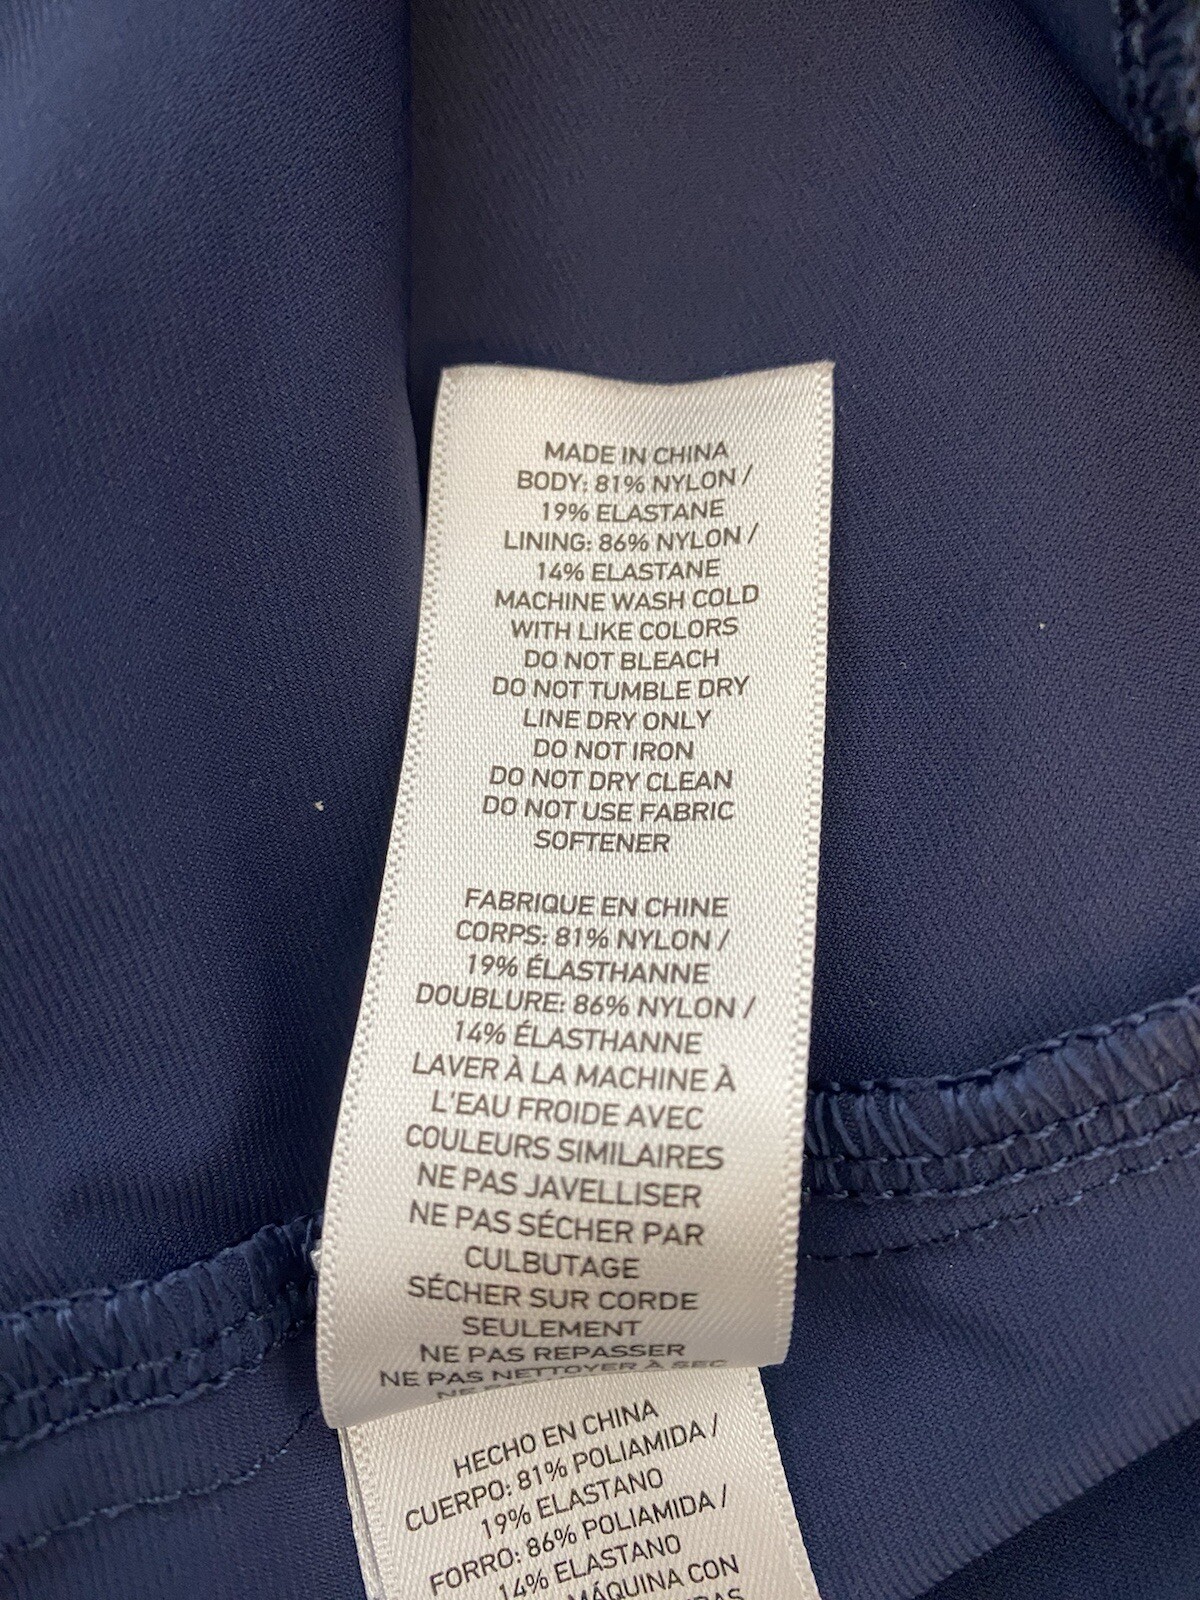 MADE IN CHINA
BODY: 81% NYLON /
19% ELASTANE
LINING: 86% NYLON /
14% ELASTANE
MACHINE WASH COLD
WITH LIKE COLORS
DO NOT BLEACH
DO NOT TUMBLE DRY
LINE DRY ONLY
DO NOT IRON
DO NOT DRY CLEAN
DO NOT USE FABRIC
SOFTENER
FABRIQUE EN CHINE
CORPS: 81% NYLON /
19% ÉLASTHANNE
DOUBLURE: 86% NYLON /
14% ÉLASTHANNE
LAVER À LA MACHINE À
L'EAU FROIDE AVEC
COULEURS SIMILAIRES
NE PAS JAVELLISER
NE PAS SÉCHER PAR
CULBUTAGE
SÉCHER SUR CORDE
SEULEMENT
NE PAS REPASSER
NE PAS NETTOYER À SEC
NE
HECHO EN CHINA
CUERPO: 81% POLIAMIDA /
19% ELASTANO
FORRO: 86% POLIAMIDA /
14% ELASTANO
MÁQUINA CON